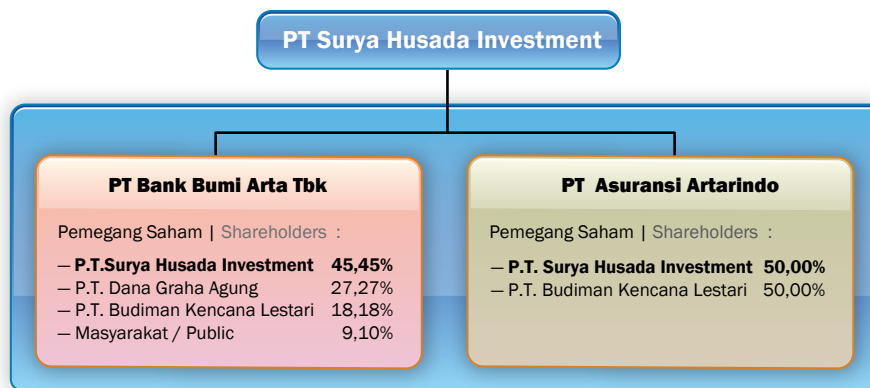 PT Surya Husada Investment
PT Bank Bumi Arta Tbk
Pemegang Saham | Shareholders :
— P.T.Surya Husada Investment 45,45%
— P.T. Dana Graha Agung 27,27%
— P.T. Budiman Kencana Lestari 18,18%
— Masyarakat / Public 9,10%
PT Asuransi Artarindo
Pemegang Saham | Shareholders :
— P.T. Surya Husada Investment 50,00%
— P.T. Budiman Kencana Lestari 50,00%